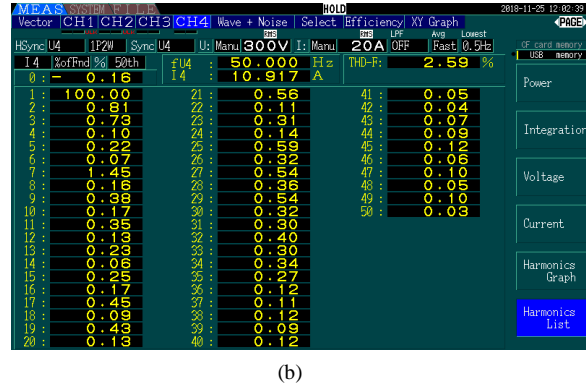 MEAS SYSTEM FILE HOLD 2018-11-25 12:02:39
Vector CH1 CH2 CH3 CH4 Wave + Noise Select Efficiency XY Graph PAGE
RMS RMS LPF Avg Lowest
HSync U4 1P2W Sync U4 U: Manu 300V I: Manu 20A OFF Fast 0.5Hz
CF card memory
USB memory
I4 %ofFnd % 50th fU4 : 50.000 Hz THD-F: 2.59 %
0: - 0.16 I4 : 10.917 A
Power
1: 100.00 21: 0.56 41: 0.05
2: 0.81 22: 0.11 42: 0.04
3: 0.73 23: 0.31 43: 0.07
4: 0.10 24: 0.14 44: 0.09
Integration
5: 0.22 25: 0.59 45: 0.12
6: 0.07 26: 0.32 46: 0.06
7: 1.45 27: 0.54 47: 0.10
Voltage
8: 0.16 28: 0.36 48: 0.05
9: 0.38 29: 0.54 49: 0.10
10: 0.17 30: 0.32 50: 0.03
11: 0.35 31: 0.30
Current
12: 0.13 32: 0.40
13: 0.23 33: 0.30
14: 0.06 34: 0.34
Harmonics
Graph
15: 0.25 35: 0.27
16: 0.17 36: 0.12
17: 0.45 37: 0.11
Harmonics
List
18: 0.09 38: 0.12
19: 0.43 39: 0.09
20: 0.13 40: 0.12
(b)